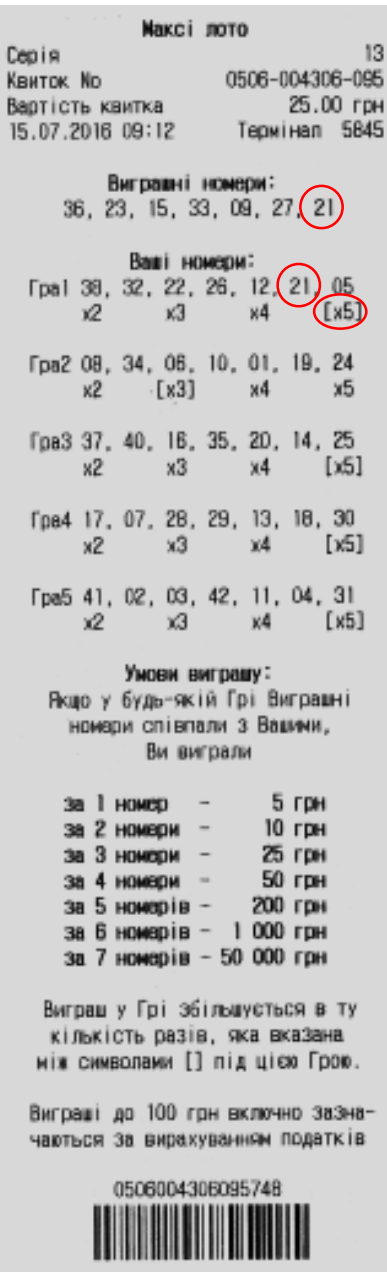 Максі лото
Серія 13
Квиток No 0506-004306-095
Вартість квитка 25.00 грн
15.07.2016 09:12 Термінал 5845
Виграшні номери:
36, 23, 15, 33, 09, 27, 21
Ваші номери:
Гра1 38, 32, 22, 26, 12, 21, 05
x2 x3 x4 [x5]
Гра2 08, 34, 06, 10, 01, 19, 24
x2 [x3] x4 x5
Гра3 37, 40, 16, 35, 20, 14, 25
x2 x3 x4 [x5]
Гра4 17, 07, 28, 29, 13, 18, 30
x2 x3 x4 [x5]
Гра5 41, 02, 03, 42, 11, 04, 31
x2 x3 x4 [x5]
Умови виграшу:
Якщо у будь-якій Грі Виграшні
номери співпали з Вашими,
Ви виграли
за 1 номер - 5 грн
за 2 номери - 10 грн
за 3 номери - 25 грн
за 4 номери - 50 грн
за 5 номерів - 200 грн
за 6 номерів - 1 000 грн
за 7 номерів - 50 000 грн
Виграш у Грі збільшується в ту
кількість разів, яка вказана
між символами [] під цією Грою.
Виграші до 100 грн включно зазна-
чаються за вирахуванням податків
0506004306095748